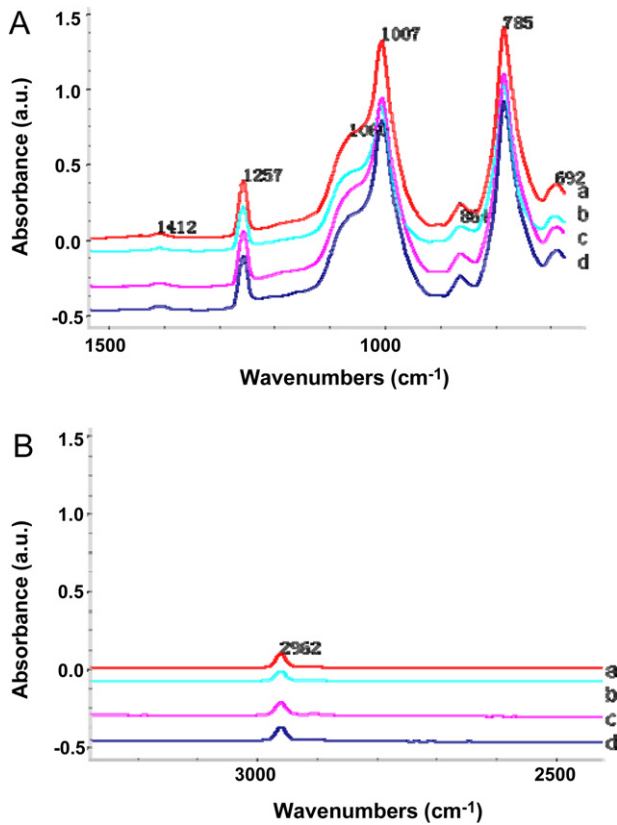 A
1.5
1.0
0.5
0.0
-0.5
Absorbance (a.u.)
1412
1257
1007
785
692
a
b
c
d
1500
1000
Wavenumbers (cm-1)
B
1.5
1.0
0.5
0.0
-0.5
Absorbance (a.u.)
2962
a
b
c
d
3000
2500
Wavenumbers (cm-1)